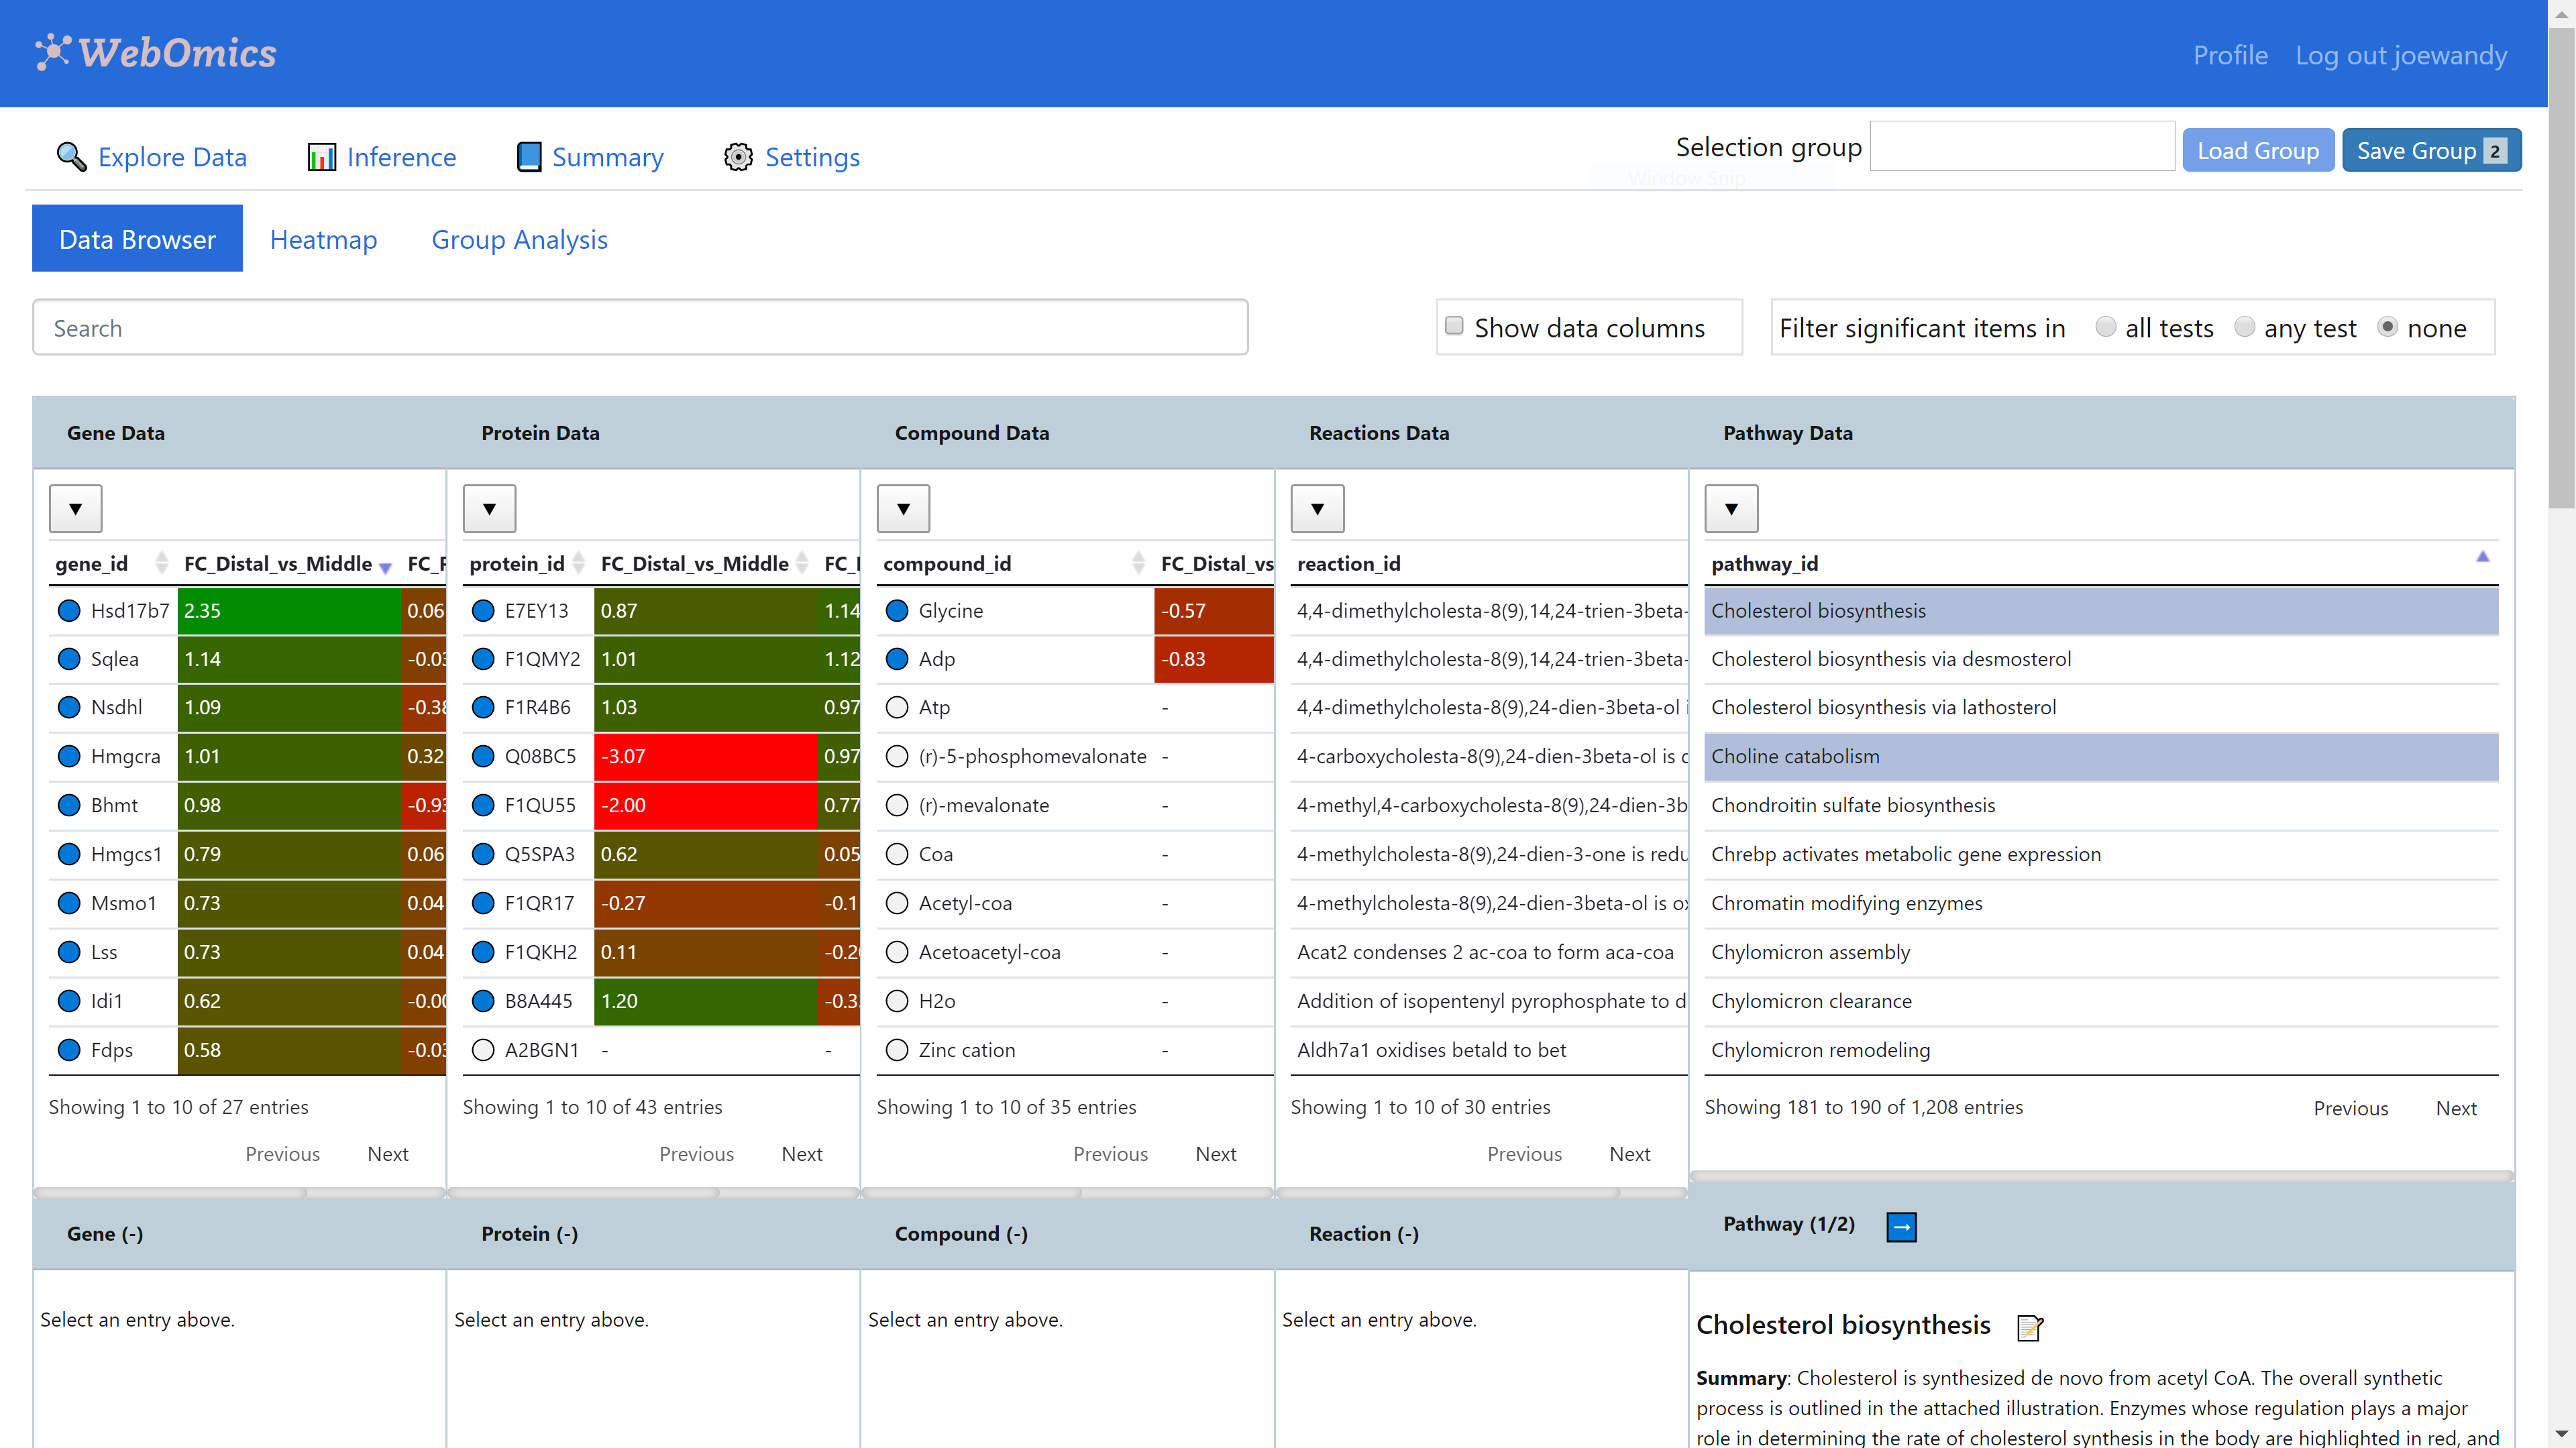 WebOmics
Profile Log out joewandy
Explore Data Inference Summary Settings
Selection group Load Group Save Group 2
Window Snip
Data Browser Heatmap Group Analysis
Search
Show data columns
Filter significant items in all tests any test none
Gene Data
▼
gene_id FC_Distal_vs_Middle
Hsd17b7 2.35 0.06
Sqlea 1.14 -0.03
Nsdhl 1.09 -0.38
Hmgcra 1.01 0.32
Bhmt 0.98 -0.93
Hmgcs1 0.79 0.06
Msmo1 0.73 0.04
Lss 0.73 0.04
Idi1 0.62 -0.00
Fdps 0.58 -0.03
Showing 1 to 10 of 27 entries
Previous Next
Protein Data
▼
protein_id FC_Distal_vs_Middle
E7EY13 0.87 1.14
F1QMY2 1.01 1.12
F1R4B6 1.03 0.97
Q08BC5 -3.07 0.97
F1QU55 -2.00 0.77
Q5SPA3 0.62 0.05
F1QR17 -0.27 -0.1
F1QKH2 0.11 -0.2
B8A445 1.20 -0.3
A2BGN1 - -
Showing 1 to 10 of 43 entries
Previous Next
Compound Data
▼
compound_id FC_Distal_vs
Glycine -0.57
Adp -0.83
Atp -
(r)-5-phosphomevalonate -
(r)-mevalonate -
Coa -
Acetyl-coa -
Acetoacetyl-coa -
H2o -
Zinc cation -
Showing 1 to 10 of 35 entries
Previous Next
Reactions Data
▼
reaction_id
4,4-dimethylcholesta-8(9),14,24-trien-3beta-
4,4-dimethylcholesta-8(9),14,24-trien-3beta-
4,4-dimethylcholesta-8(9),24-dien-3beta-ol
4-carboxycholesta-8(9),24-dien-3beta-ol is
4-methyl,4-carboxycholesta-8(9),24-dien-3b
4-methylcholesta-8(9),24-dien-3-one is redu
4-methylcholesta-8(9),24-dien-3beta-ol is
Acat2 condenses 2 ac-coa to form aca-coa
Addition of isopentenyl pyrophosphate to d
Aldh7a1 oxidises betald to bet
Showing 1 to 10 of 30 entries
Previous Next
Pathway Data
▼
pathway_id
Cholesterol biosynthesis
Cholesterol biosynthesis via desmosterol
Cholesterol biosynthesis via lathosterol
Choline catabolism
Chondroitin sulfate biosynthesis
Chrebp activates metabolic gene expression
Chromatin modifying enzymes
Chylomicron assembly
Chylomicron clearance
Chylomicron remodeling
Showing 181 to 190 of 1,208 entries
Previous Next
Gene (-)
Select an entry above.
Protein (-)
Select an entry above.
Compound (-)
Select an entry above.
Reaction (-)
Select an entry above.
Pathway (1/2) →
Cholesterol biosynthesis
Summary: Cholesterol is synthesized de novo from acetyl CoA. The overall synthetic
process is outlined in the attached illustration. Enzymes whose regulation plays a major
role in determining the rate of cholesterol synthesis in the body are highlighted in red, and